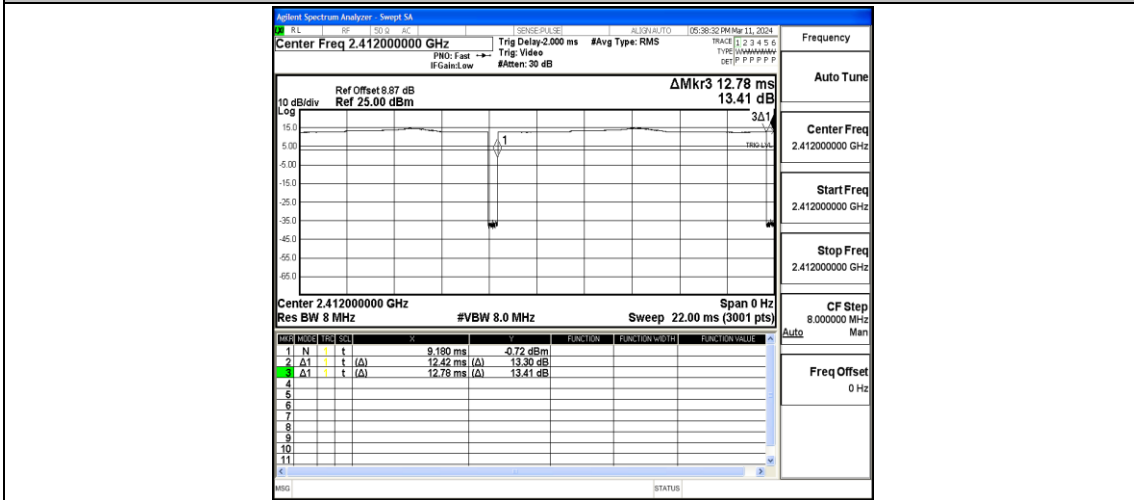 Agilent Spectrum Analyzer - Swept SA
RL RF 50 Ω AC SENSE:PULSE ALIGN AUTO 05:38:32 PM Mar 11, 2024
Center Freq 2.412000000 GHz
PNO: Fast
IFGain:Low
Trig Delay-2.000 ms
Trig: Video
#Atten: 30 dB
#Avg Type: RMS
TRACE 1 2 3 4 5 6
TYPE
DET P P P P P P
Frequency
ΔMkr3 12.78 ms
13.41 dB
Ref Offset 8.87 dB
10 dB/div Ref 25.00 dBm
Log
3Δ1
15.0
1
TRIG LVL
5.00
-5.00
-15.0
-25.0
-35.0
-45.0
-55.0
-65.0
Center 2.412000000 GHz Span 0 Hz
Res BW 8 MHz #VBW 8.0 MHz Sweep 22.00 ms (3001 pts)
MKR MODE TRC SCL X Y FUNCTION FUNCTION WIDTH FUNCTION VALUE
1 N 1 t 9.180 ms -0.72 dBm
2 Δ1 1 t (Δ) 12.42 ms (Δ) 13.30 dB
3 Δ1 1 t (Δ) 12.78 ms (Δ) 13.41 dB
4
5
6
7
8
9
10
11
MSG STATUS
Auto Tune
Center Freq
2.412000000 GHz
Start Freq
2.412000000 GHz
Stop Freq
2.412000000 GHz
CF Step
8.000000 MHz
Auto Man
Freq Offset
0 Hz